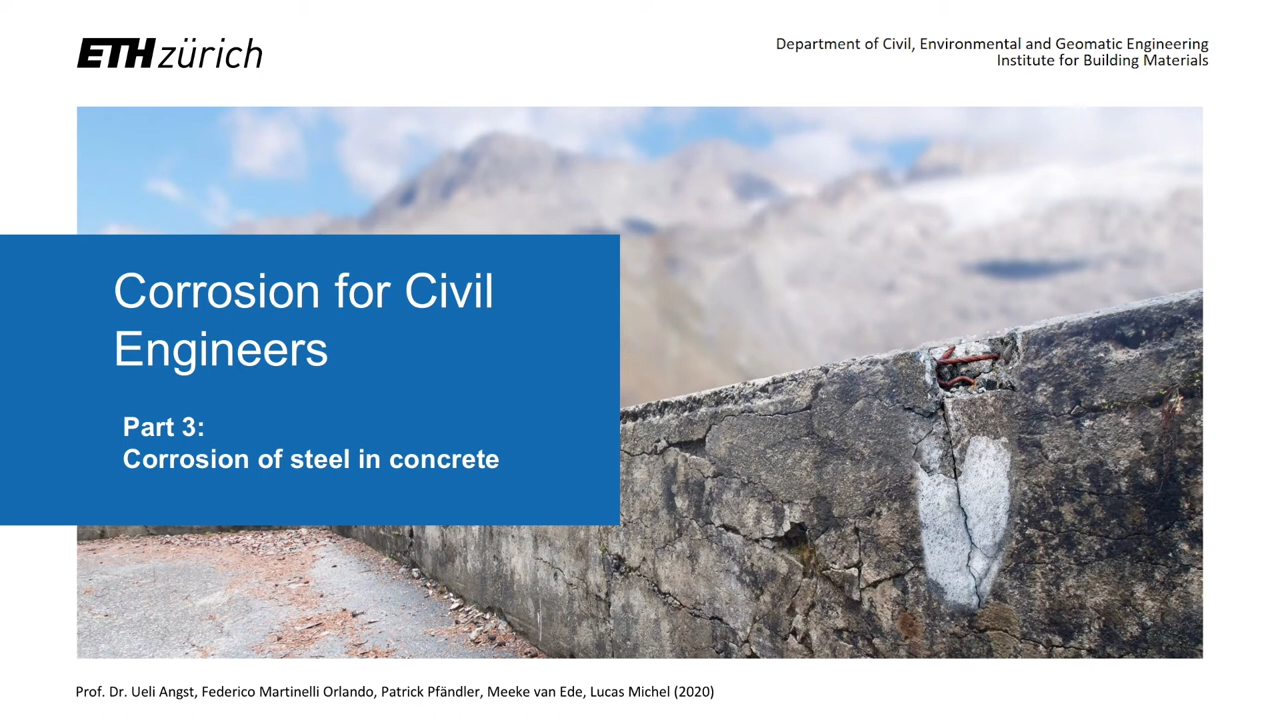 ETH zürich
Department of Civil, Environmental and Geomatic Engineering
Institute for Building Materials
Corrosion for Civil
Engineers
Part 3:
Corrosion of steel in concrete
Prof. Dr. Ueli Angst, Federico Martinelli Orlando, Patrick Pfändler, Meeke van Ede, Lucas Michel (2020)